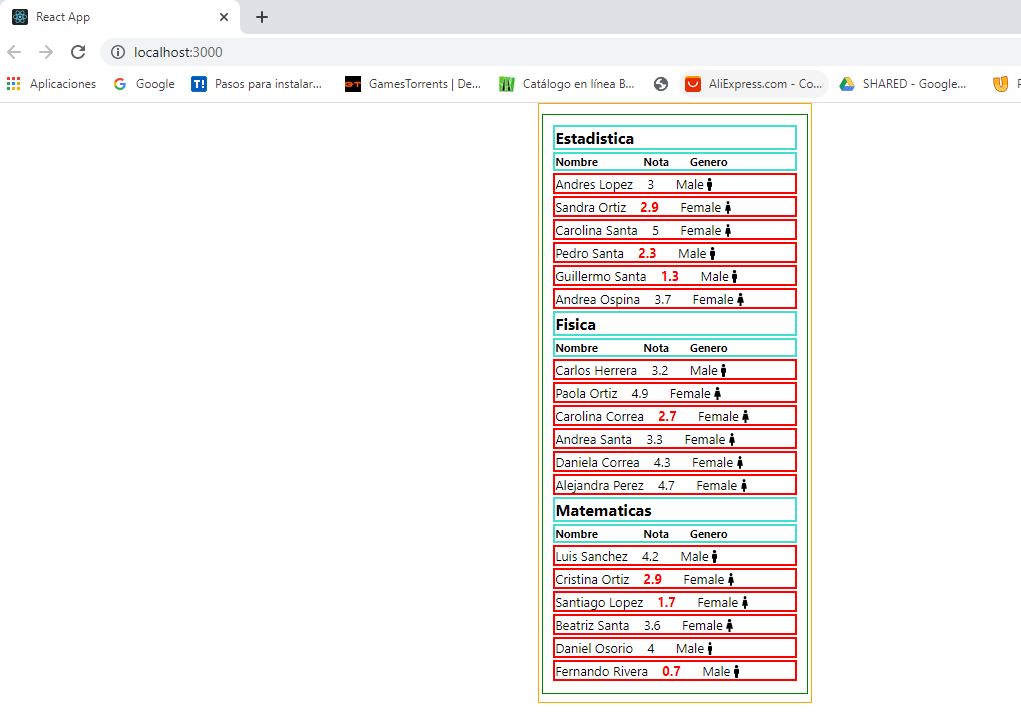 React App
localhost:3000
Aplicaciones Google Pasos para instalar... GamesTorrents | De... Catálogo en línea B... AliExpress.com - Co... SHARED - Google...
Estadistica
Nombre Nota Genero
Andres Lopez 3 Male
Sandra Ortiz 2.9 Female
Carolina Santa 5 Female
Pedro Santa 2.3 Male
Guillermo Santa 1.3 Male
Andrea Ospina 3.7 Female
Fisica
Nombre Nota Genero
Carlos Herrera 3.2 Male
Paola Ortiz 4.9 Female
Carolina Correa 2.7 Female
Andrea Santa 3.3 Female
Daniela Correa 4.3 Female
Alejandra Perez 4.7 Female
Matematicas
Nombre Nota Genero
Luis Sanchez 4.2 Male
Cristina Ortiz 2.9 Female
Santiago Lopez 1.7 Female
Beatriz Santa 3.6 Female
Daniel Osorio 4 Male
Fernando Rivera 0.7 Male